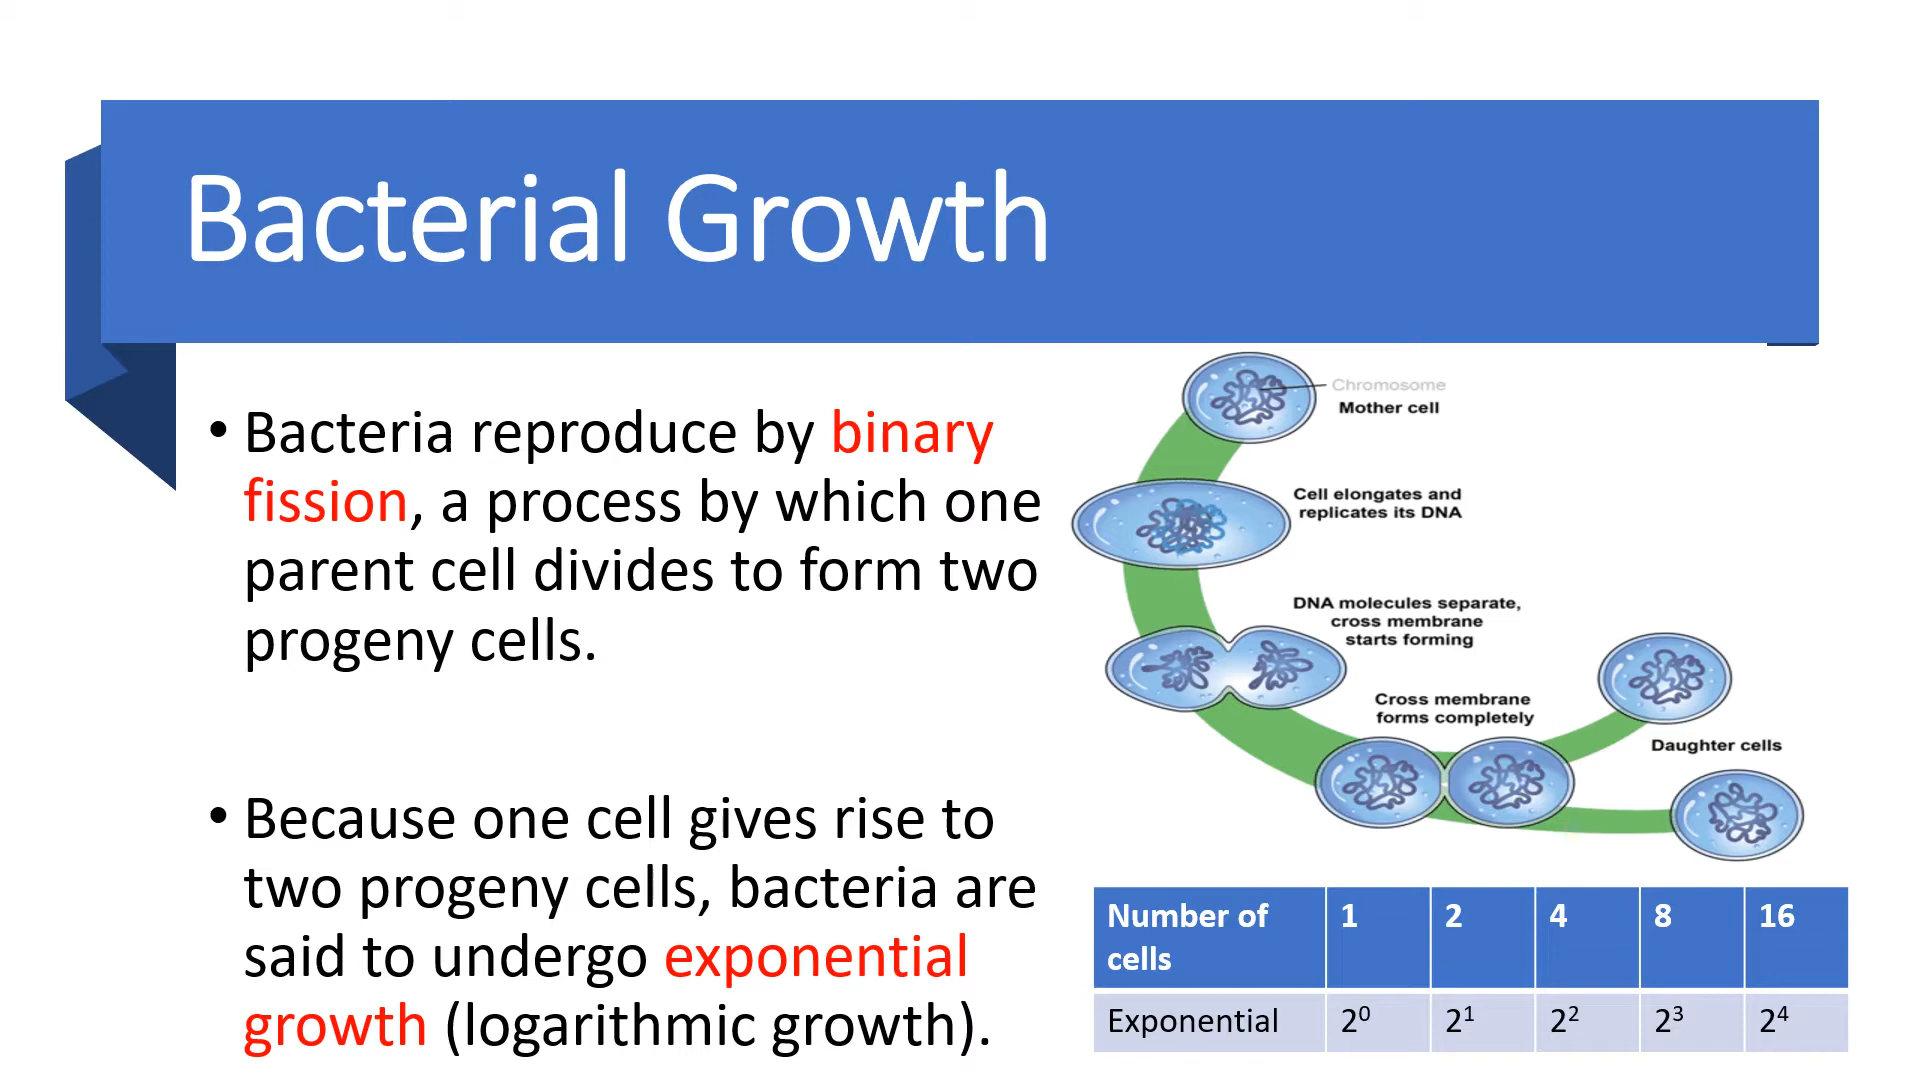 Bacterial Growth
• Bacteria reproduce by binary
fission, a process by which one
parent cell divides to form two
progeny cells.
• Because one cell gives rise to
two progeny cells, bacteria are
said to undergo exponential
growth (logarithmic growth).
Chromosome
Mother cell
Cell elongates and
replicates its DNA
DNA molecules separate,
cross membrane
starts forming
Cross membrane
forms completely
Daughter cells
Number of cells 1 2 4 8 16
Exponential 2⁰ 2¹ 2² 2³ 2⁴